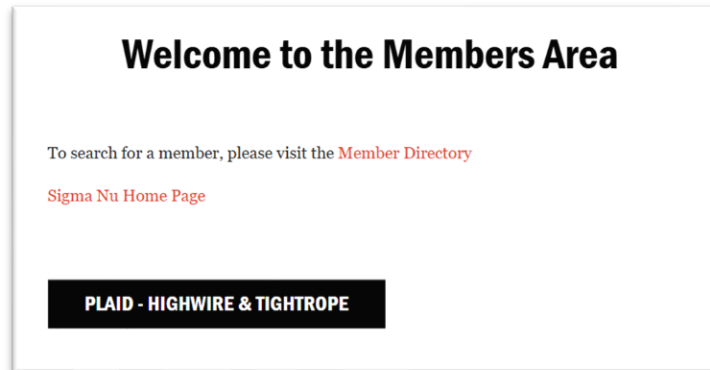 Welcome to the Members Area
To search for a member, please visit the Member Directory
Sigma Nu Home Page
PLAID - HIGHWIRE & TIGHTROPE